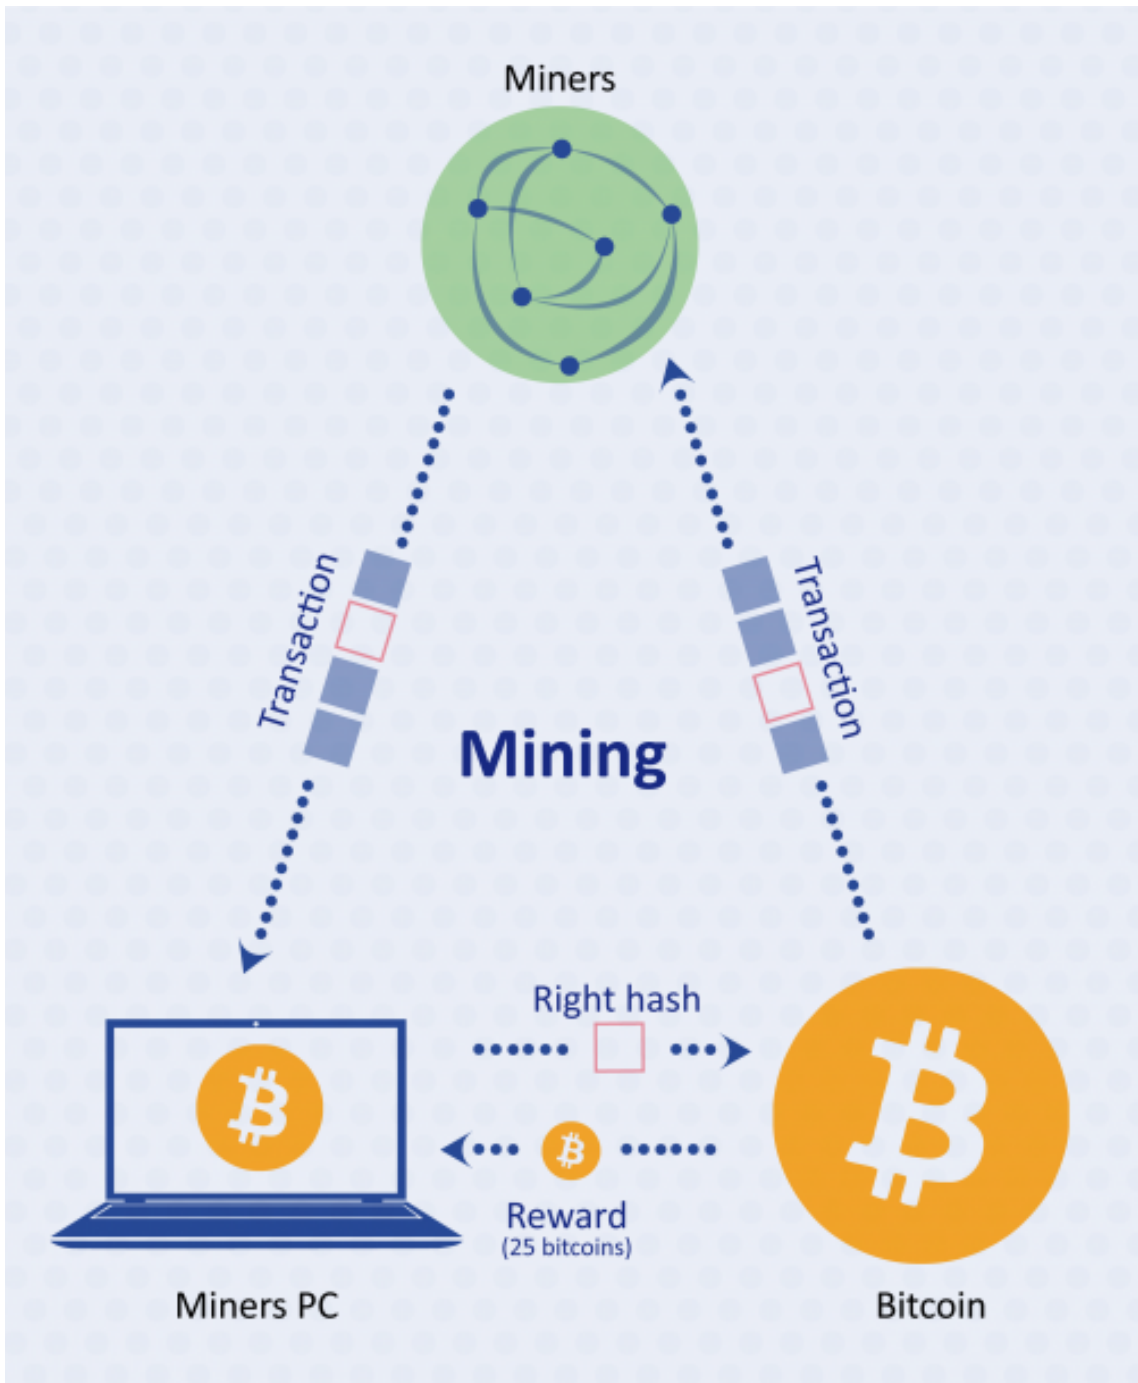 Miners
Transaction
Transaction
Mining
Right hash
Reward
(25 bitcoins)
Miners PC
Bitcoin